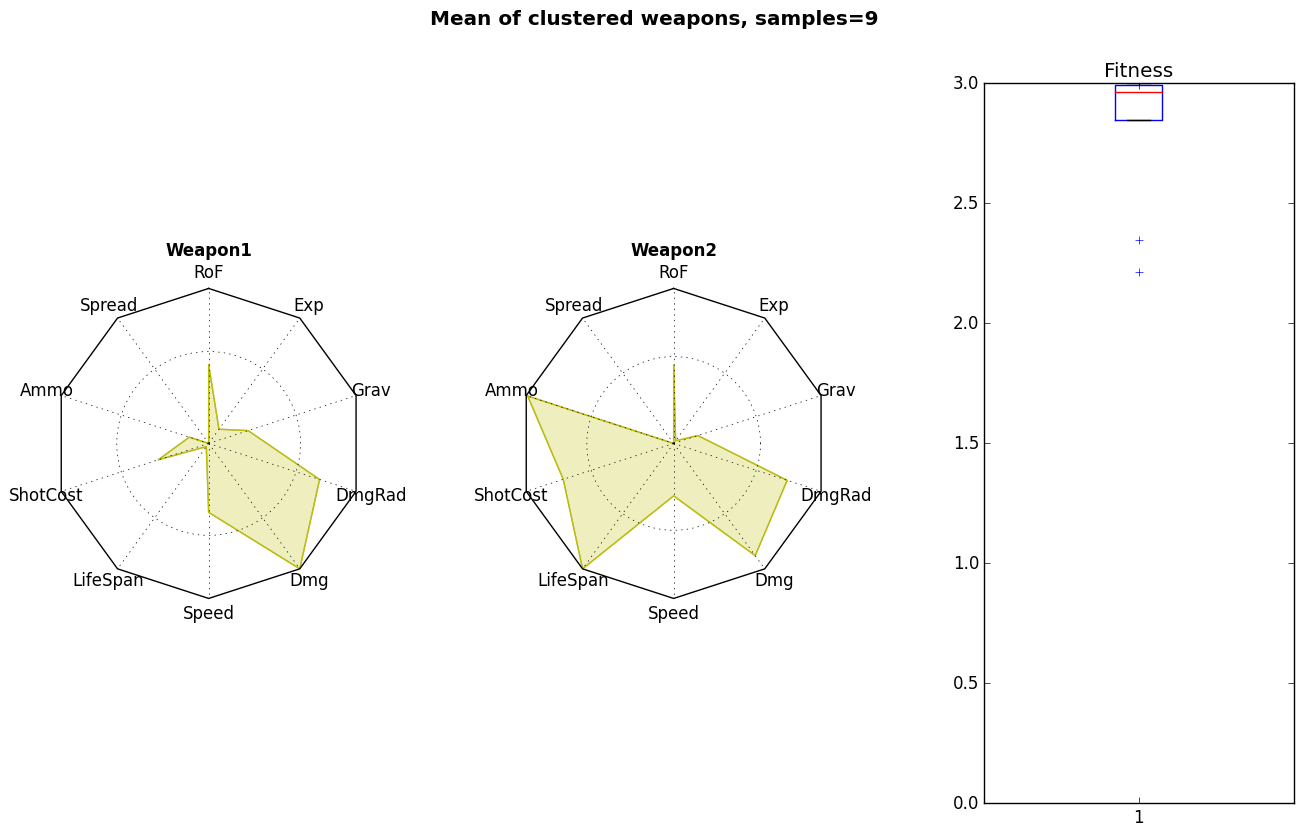 Mean of clustered weapons, samples=9
Weapon1
RoF
Spread
Exp
Ammo
Grav
ShotCost
DmgRad
LifeSpan
Dmg
Speed
Weapon2
RoF
Spread
Exp
Ammo
Grav
ShotCost
DmgRad
LifeSpan
Dmg
Speed
Fitness
3.0
2.5
2.0
1.5
1.0
0.5
0.0
1